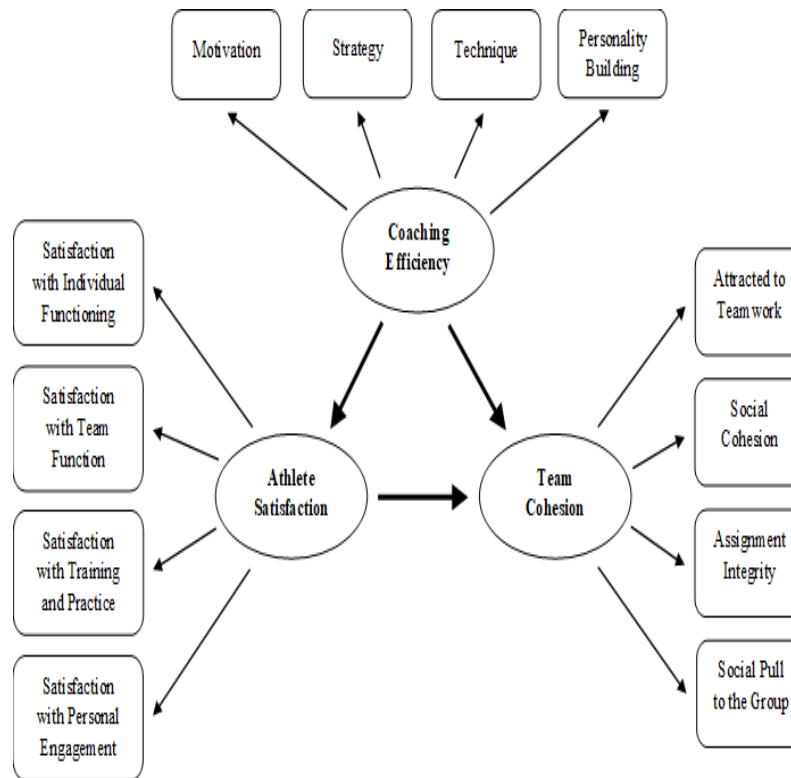 Motivation
Strategy
Technique
Personality
Building
Coaching
Efficiency
Satisfaction
with Individual
Functioning
Attracted to
Teamwork
Satisfaction
with Team
Function
Social
Cohesion
Athlete
Satisfaction
Team
Cohesion
Satisfaction
with Training
and Practice
Assignment
Integrity
Satisfaction
with Personal
Engagement
Social Pull
to the Group